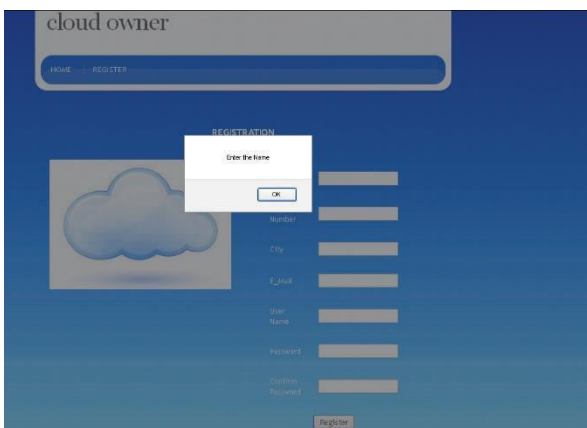 cloud owner
HOME REGISTER
REGISTRATION
Enter the Name
OK
Number
City
E_Mail
User
Name
Password
Confirm
Password
Register